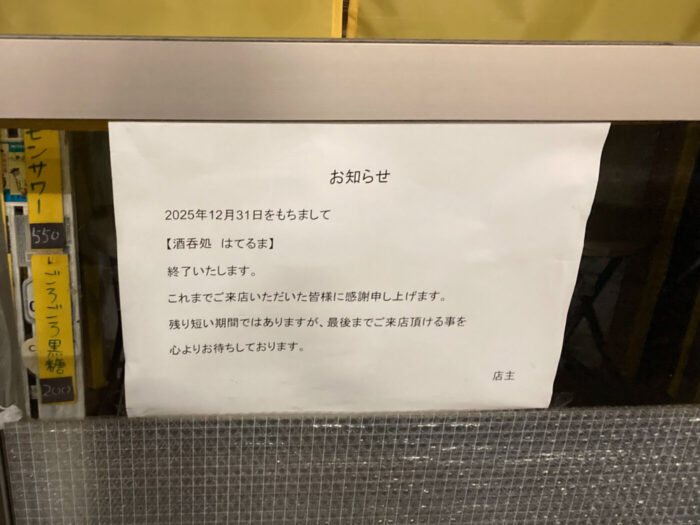 お知らせ
2025年12月31日をもちまして
【酒呑処　はてるま】
終了いたします。
これまでご来店いただいた皆様に感謝申し上げます。
残り短い期間ではありますが、最後までご来店頂ける事を
心よりお待ちしております。
店主
モンサワー
550
ごろごろ黒糖
200